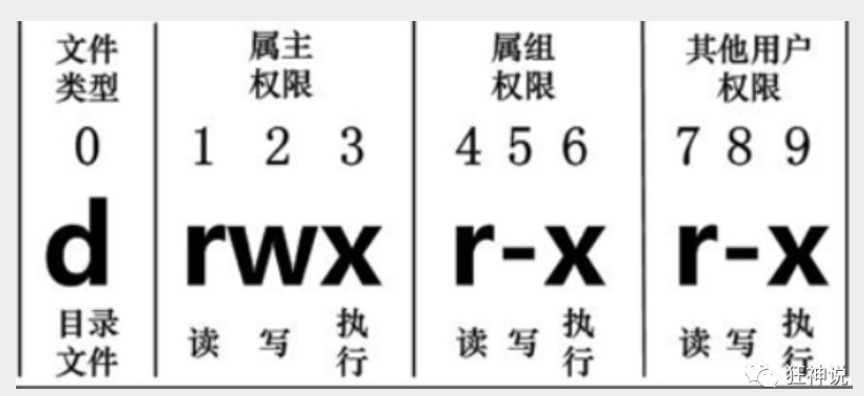 文件类型 属主权限 属组权限 其他用户权限
0 1 2 3 4 5 6 7 8 9
d rwx r-x r-x
目录文件 读 写 执行 读 写 执行 读 写 执行
狂神说